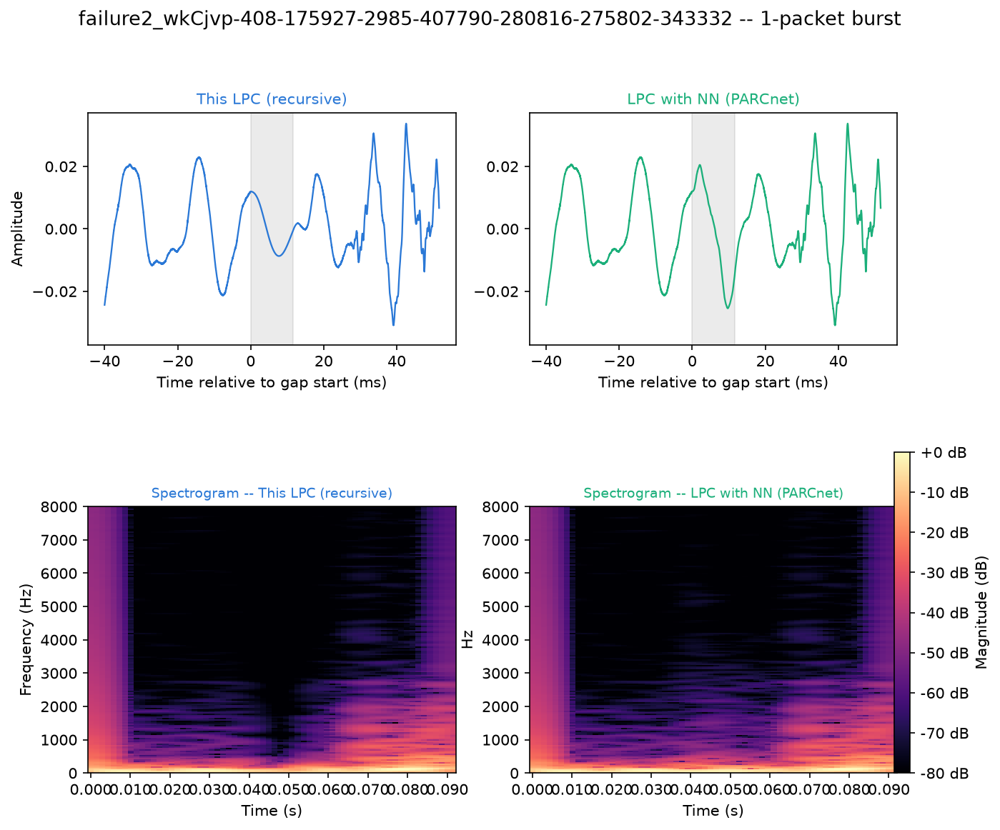 failure2_wkCjvp-408-175927-2985-407790-280816-275802-343332 -- 1-packet burst
This LPC (recursive)
LPC with NN (PARCnet)
Amplitude
0.02
0.00
−0.02
−40
−20
0
20
40
Time relative to gap start (ms)
0.02
0.00
−0.02
−40
−20
0
20
40
Time relative to gap start (ms)
Spectrogram -- This LPC (recursive)
Spectrogram -- LPC with NN (PARCnet)
Frequency (Hz)
8000
7000
6000
5000
4000
3000
2000
1000
0
0.000
0.010
0.020
0.030
0.040
0.050
0.060
0.070
0.080
0.090
Time (s)
Hz
8000
7000
6000
5000
4000
3000
2000
1000
0
0.000
0.010
0.020
0.030
0.040
0.050
0.060
0.070
0.080
0.090
Time (s)
+0 dB
-10 dB
-20 dB
-30 dB
-40 dB
-50 dB
-60 dB
-70 dB
-80 dB
Magnitude (dB)